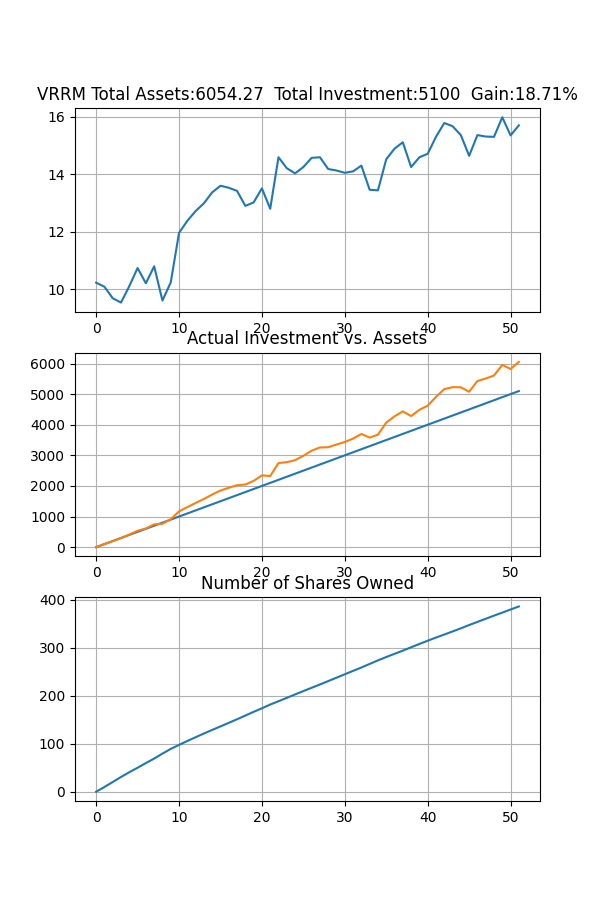 VRRM Total Assets:6054.27  Total Investment:5100  Gain:18.71%
16
14
12
10
0 10 20 30 40 50
Actual Investment vs. Assets
6000
5000
4000
3000
2000
1000
0
0 10 20 30 40 50
Number of Shares Owned
400
300
200
100
0
0 10 20 30 40 50